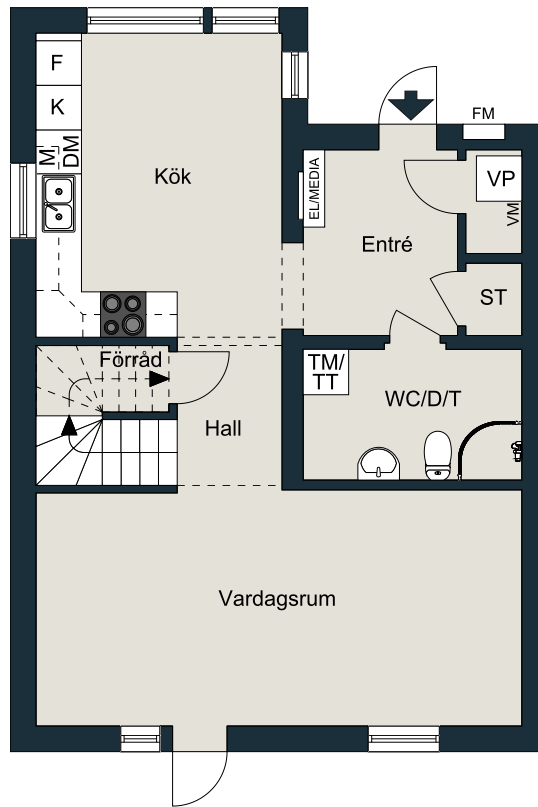 F
K
M
DM
Kök
EL/MEDIA
FM
VP
VM
Entré
ST
Förråd
TM/
TT
WC/D/T
Hall
Vardagsrum